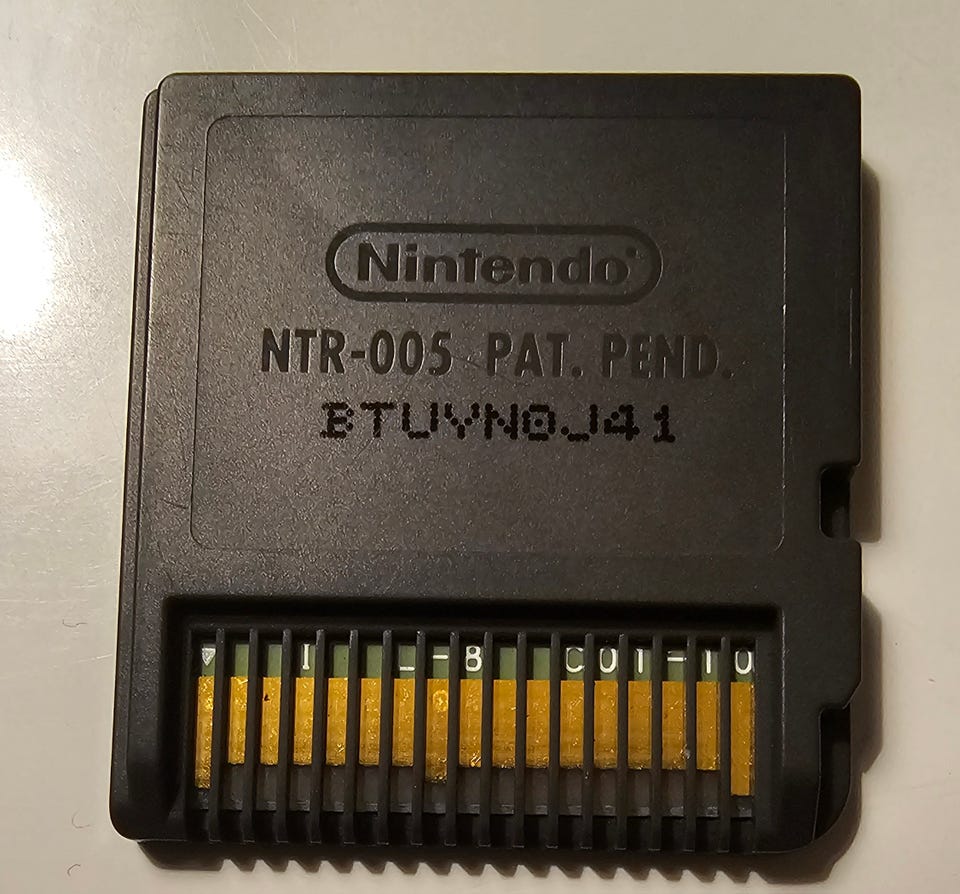 Nintendo®
NTR-005 PAT. PEND.
BTUYN0J41